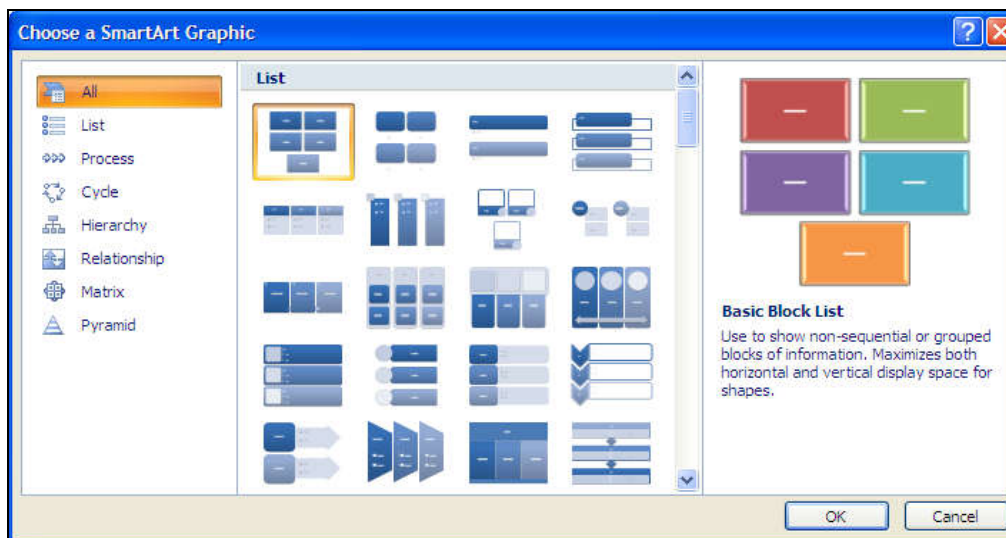 Choose a SmartArt Graphic
All
List
Process
Cycle
Hierarchy
Relationship
Matrix
Pyramid
List
Basic Block List
Use to show non-sequential or grouped
blocks of information. Maximizes both
horizontal and vertical display space for
shapes.
OK
Cancel